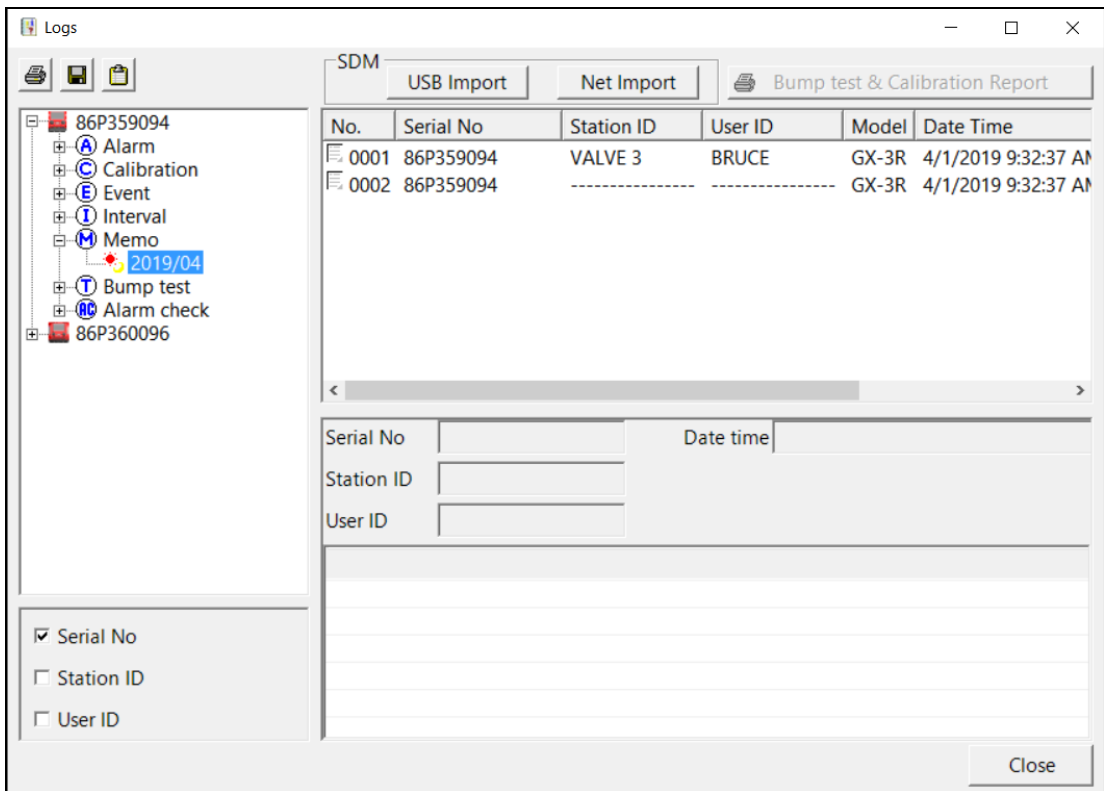 Logs
SDM
USB Import Net Import Bump test & Calibration Report
86P359094
A Alarm
C Calibration
E Event
I Interval
M Memo
2019/04
T Bump test
AC Alarm check
86P360096
No. Serial No Station ID User ID Model Date Time
0001 86P359094 VALVE 3 BRUCE GX-3R 4/1/2019 9:32:37 AM
0002 86P359094 ---------------- ---------------- GX-3R 4/1/2019 9:32:37 AM
Serial No Date time
Station ID
User ID
Serial No
Station ID
User ID
Close